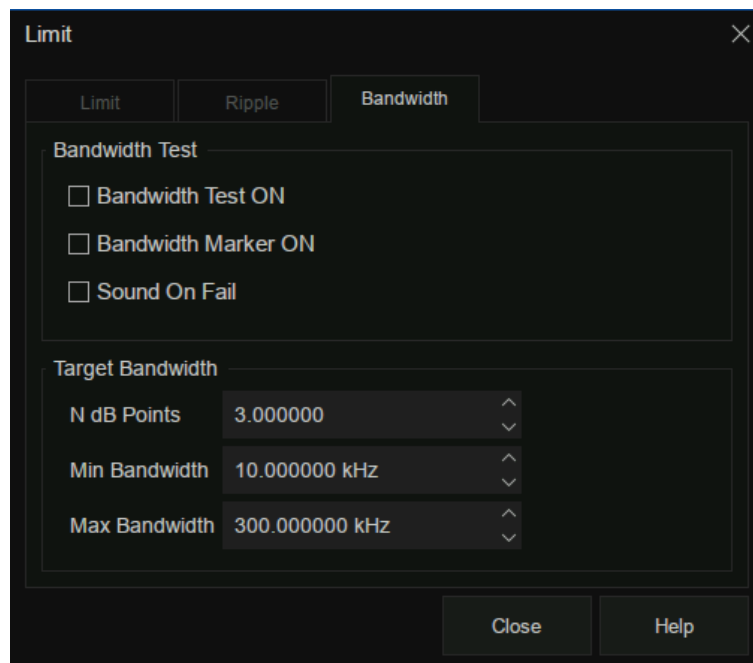 Limit
Limit Ripple Bandwidth
Bandwidth Test
Bandwidth Test ON
Bandwidth Marker ON
Sound On Fail
Target Bandwidth
N dB Points 3.000000
Min Bandwidth 10.000000 kHz
Max Bandwidth 300.000000 kHz
Close Help